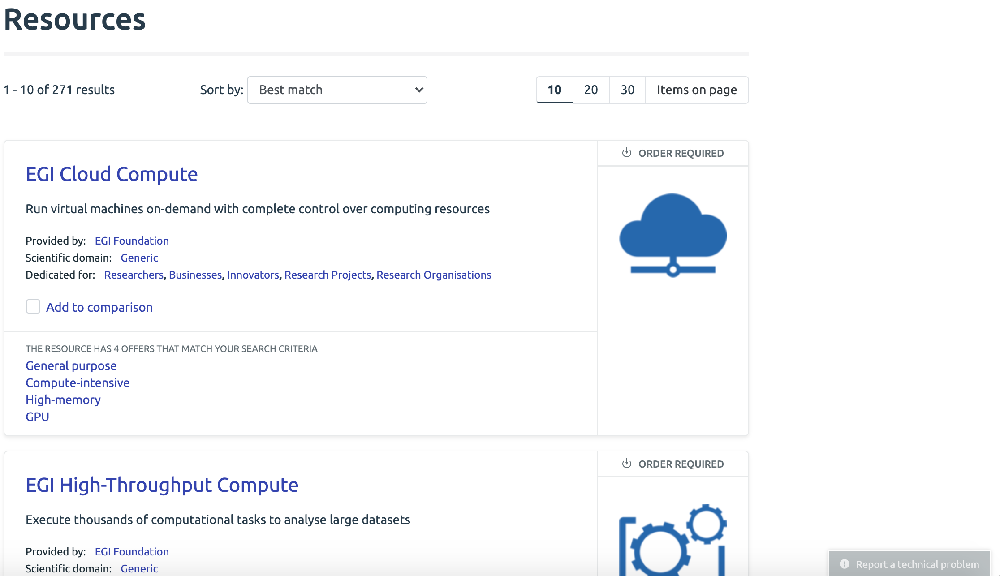 Resources
1 - 10 of 271 results
Sort by: Best match
10 20 30 Items on page
ORDER REQUIRED
EGI Cloud Compute
Run virtual machines on-demand with complete control over computing resources
Provided by: EGI Foundation
Scientific domain: Generic
Dedicated for: Researchers, Businesses, Innovators, Research Projects, Research Organisations
Add to comparison
THE RESOURCE HAS 4 OFFERS THAT MATCH YOUR SEARCH CRITERIA
General purpose
Compute-intensive
High-memory
GPU
ORDER REQUIRED
EGI High-Throughput Compute
Execute thousands of computational tasks to analyse large datasets
Provided by: EGI Foundation
Scientific domain: Generic
Report a technical problem